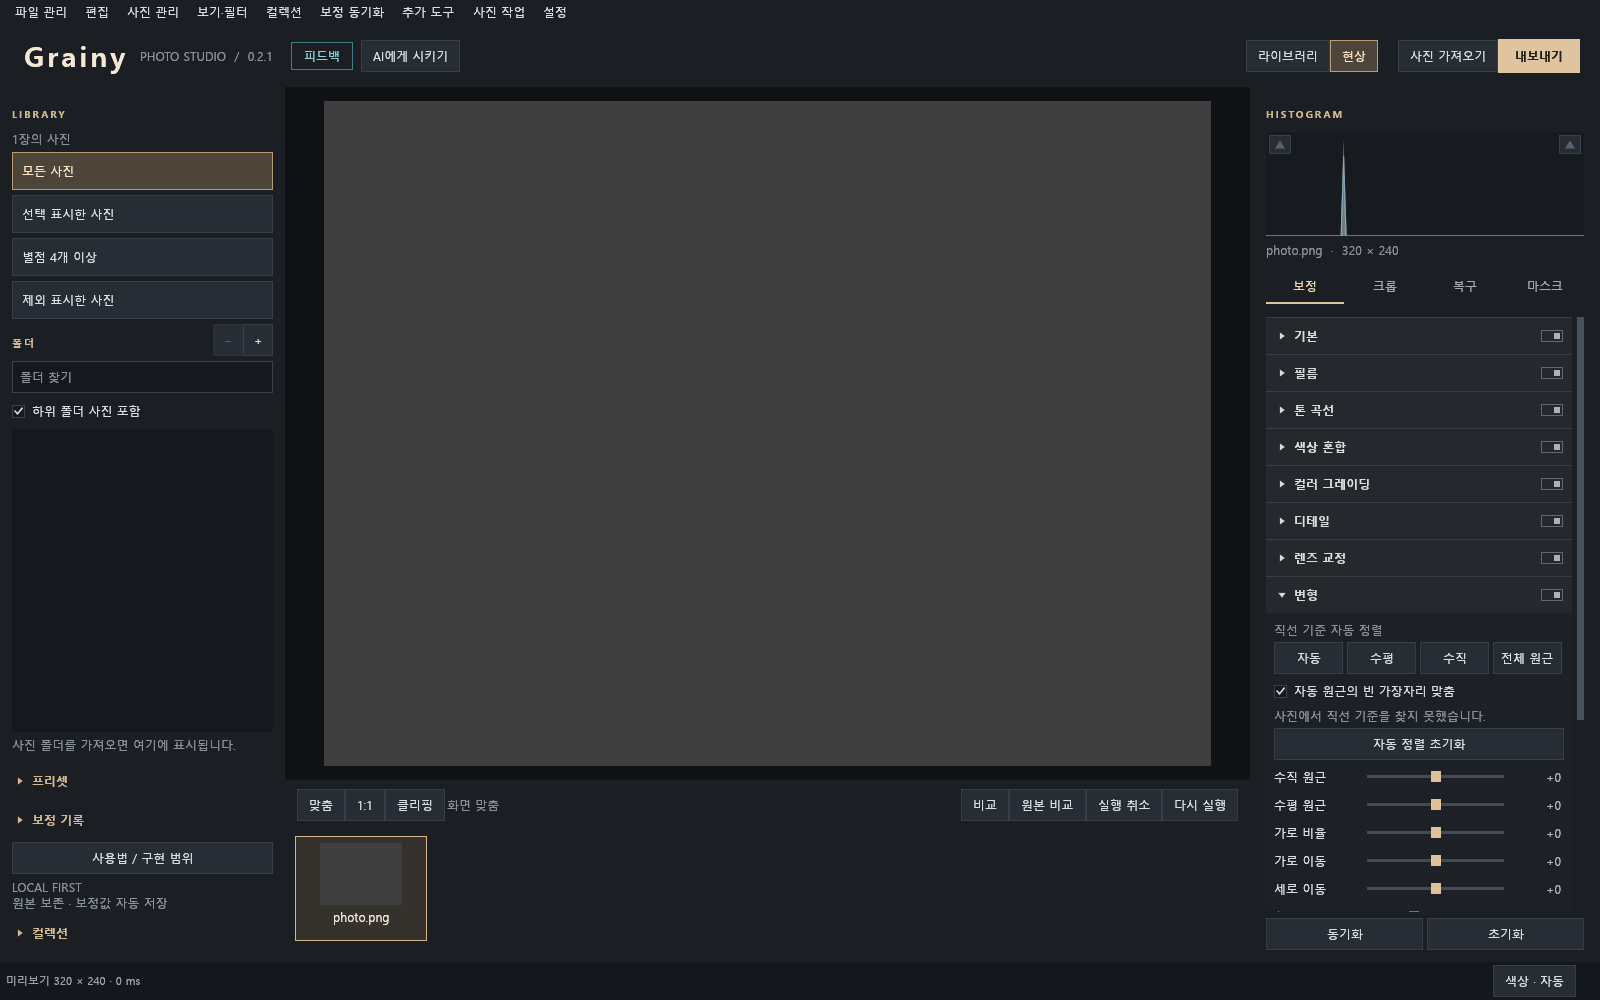 파일 관리 편집 사진 관리 보기·필터 컬렉션 보정 동기화 추가 도구 사진 작업 설정
Grainy PHOTO STUDIO / 0.2.1 피드백 AI에게 시키기 라이브러리 현상 사진 가져오기 내보내기
LIBRARY
1장의 사진
모든 사진
선택 표시한 사진
별점 4개 이상
제외 표시한 사진
폴더 − +
폴더 찾기
하위 폴더 사진 포함
사진 폴더를 가져오면 여기에 표시됩니다.
프리셋
보정 기록
사용법 / 구현 범위
LOCAL FIRST
원본 보존 · 보정값 자동 저장
컬렉션
맞춤 1:1 클리핑 화면 맞춤 비교 원본 비교 실행 취소 다시 실행
photo.png
HISTOGRAM
photo.png · 320 × 240
보정 크롭 복구 마스크
기본
필름
톤 곡선
색상 혼합
컬러 그레이딩
디테일
렌즈 교정
변형
직선 기준 자동 정렬
자동 수평 수직 전체 원근
자동 원근의 빈 가장자리 맞춤
사진에서 직선 기준을 찾지 못했습니다.
자동 정렬 초기화
수직 원근 +0
수평 원근 +0
가로 비율 +0
가로 이동 +0
세로 이동 +0
동기화 초기화
미리보기 320 × 240 · 0 ms 색상 · 자동